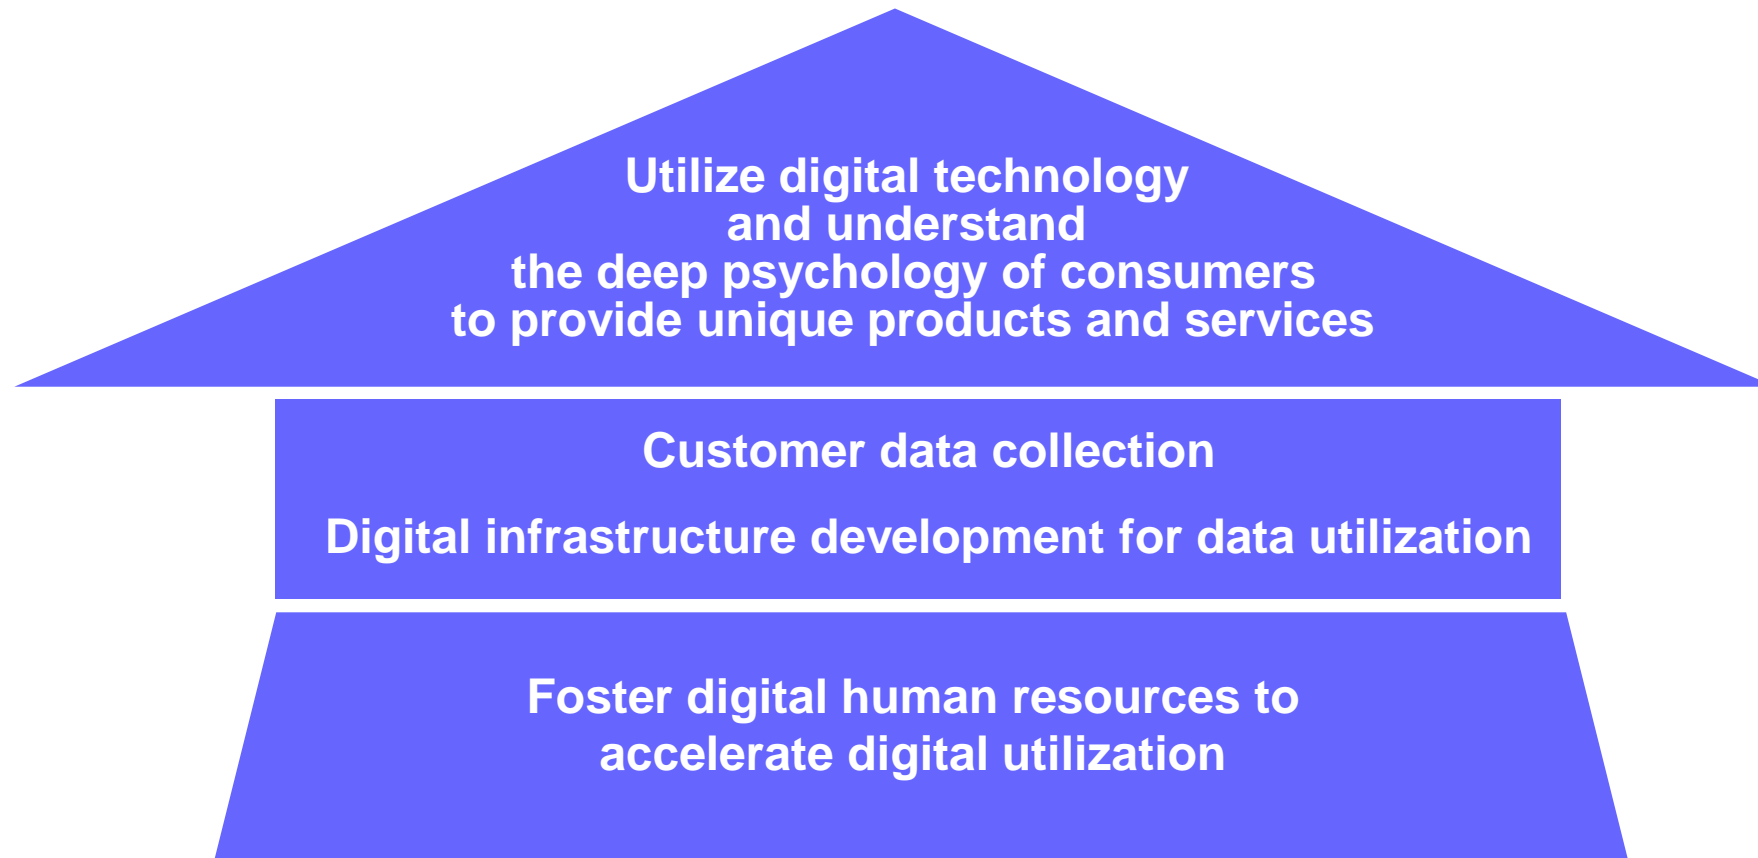 Utilize digital technology
and understand
the deep psychology of consumers
to provide unique products and services
Customer data collection
Digital infrastructure development for data utilization
Foster digital human resources to
accelerate digital utilization